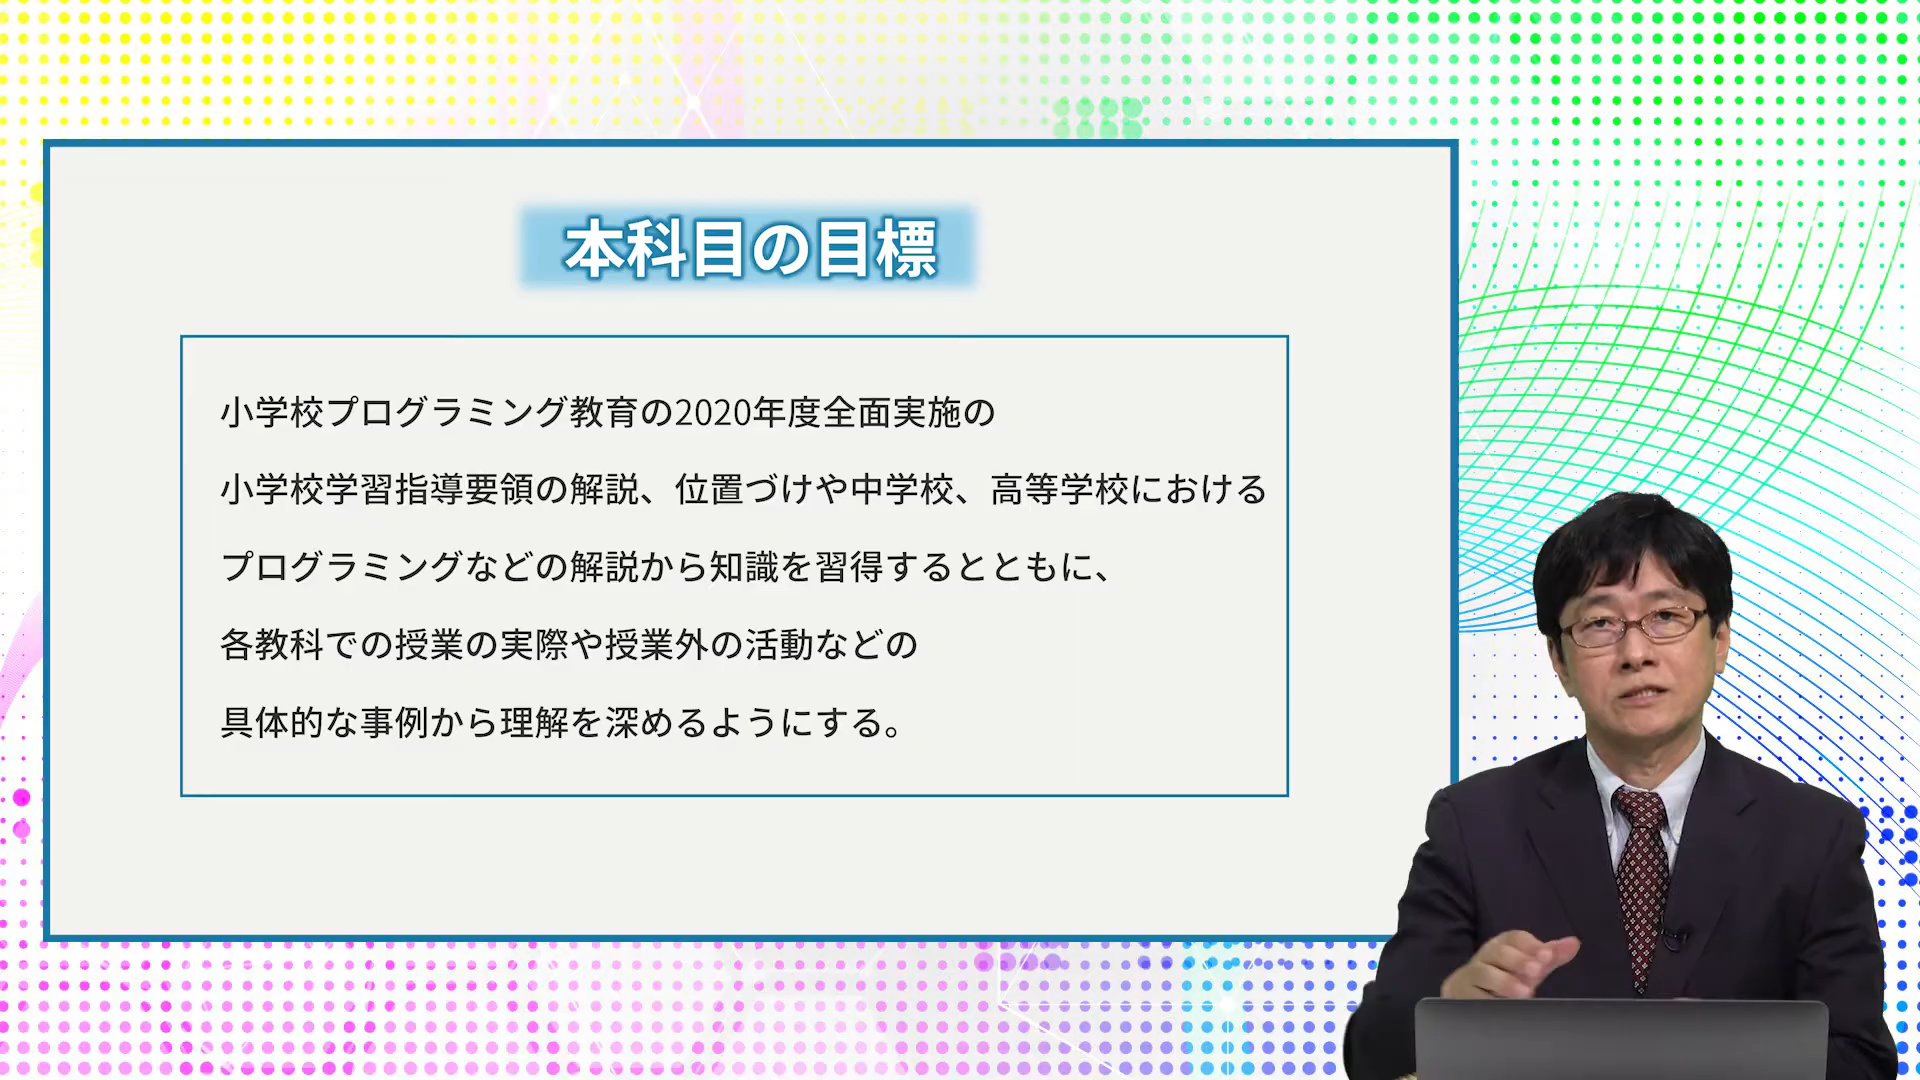 本科目の目標
小学校プログラミング教育の2020年度全面実施の
小学校学習指導要領の解説、位置づけや中学校、高等学校における
プログラミングなどの解説から知識を習得するとともに、
各教科での授業の実際や授業外の活動などの
具体的な事例から理解を深めるようにする。